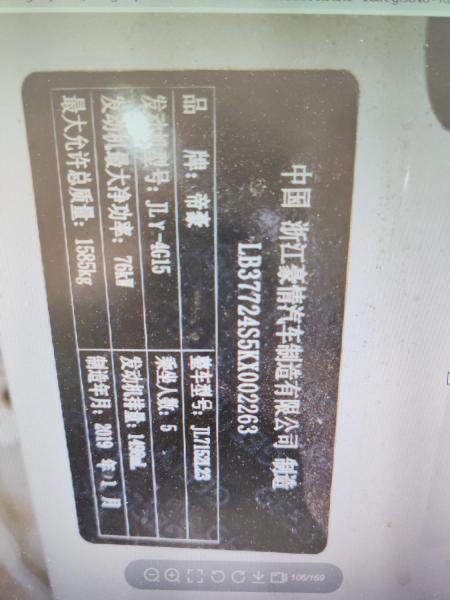 中国 浙江豪情汽车制造有限公司 制造
LB37724S5KX002263
品 牌：帝豪 整车型号：JL7152L23
发动机型号：JLγ-4G15 乘坐人数：5
发动机最大净功率：76kW 发动机排量：1498mL
最大允许总质量：1585kg 制造年月：2019 年 1 月
106/169